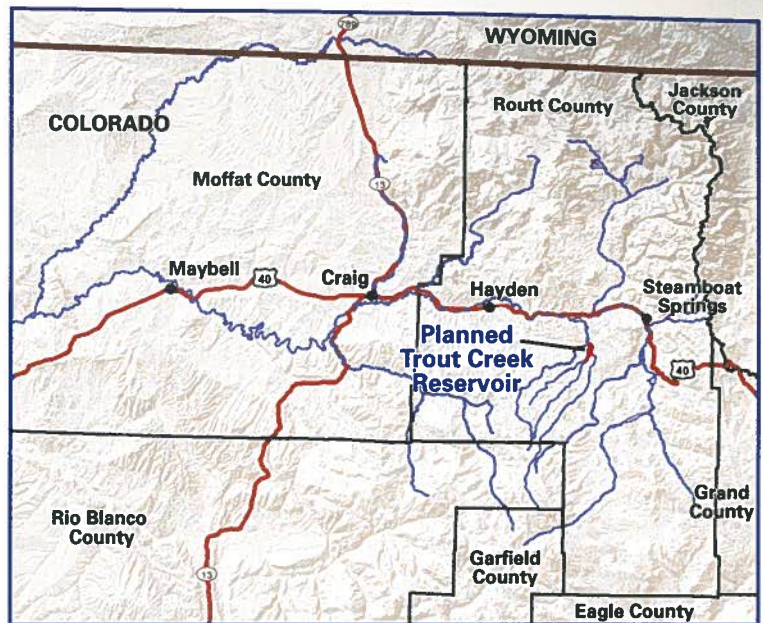 789
WYOMING
Jackson
County
Routt County
COLORADO
Moffat County
13
Maybell
40
Craig
Hayden
Steamboat
Springs
Planned
Trout Creek
Reservoir
40
Rio Blanco
County
Grand
County
Garfield
County
13
Eagle County